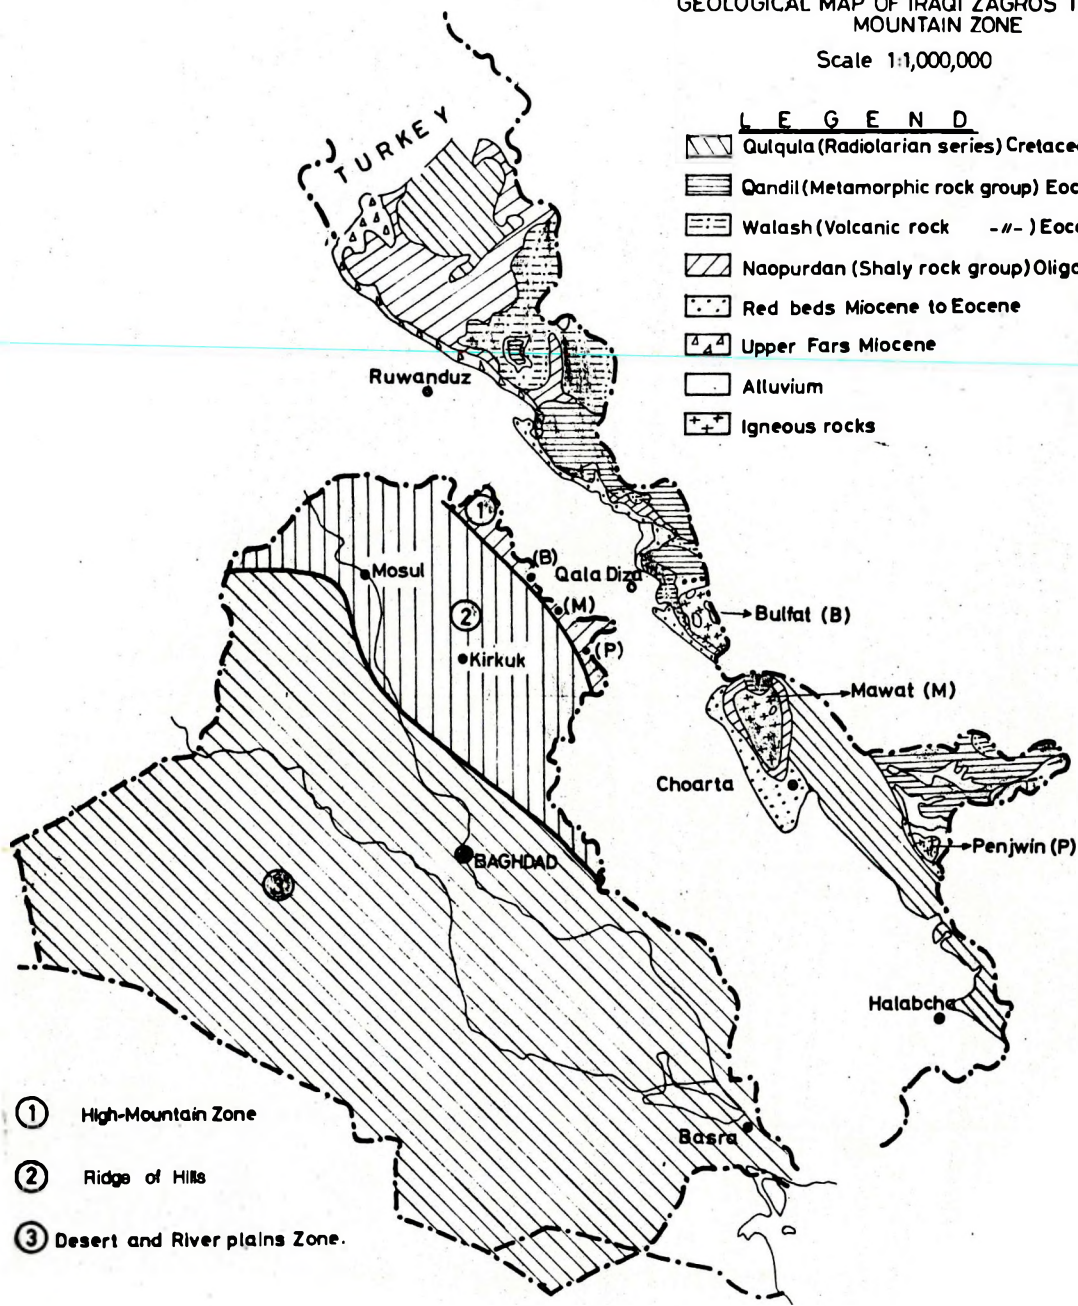 GEOLOGICAL MAP OF IRAQI ZAGROS
MOUNTAIN ZONE
Scale 1:1,000,000
LEGEND
Qulqula (Radiolarian series)
Qandil (Metamorphic rock group)
Walash (Volcanic rock -〃- )
Naopurdan (Shaly rock group)
Red beds Miocene to Eocene
Upper Fars Miocene
Alluvium
Igneous rocks
TURKEY
Ruwanduz
1
(B)
Qala Diza
Mosul
(M)
2
Bulfat (B)
(P)
Kirkuk
Mawat (M)
Choarta
Penjwin (P)
BAGHDAD
3
Halabcha
Basra
1 High-Mountain Zone
2 Ridge of Hills
3 Desert and River plains Zone.